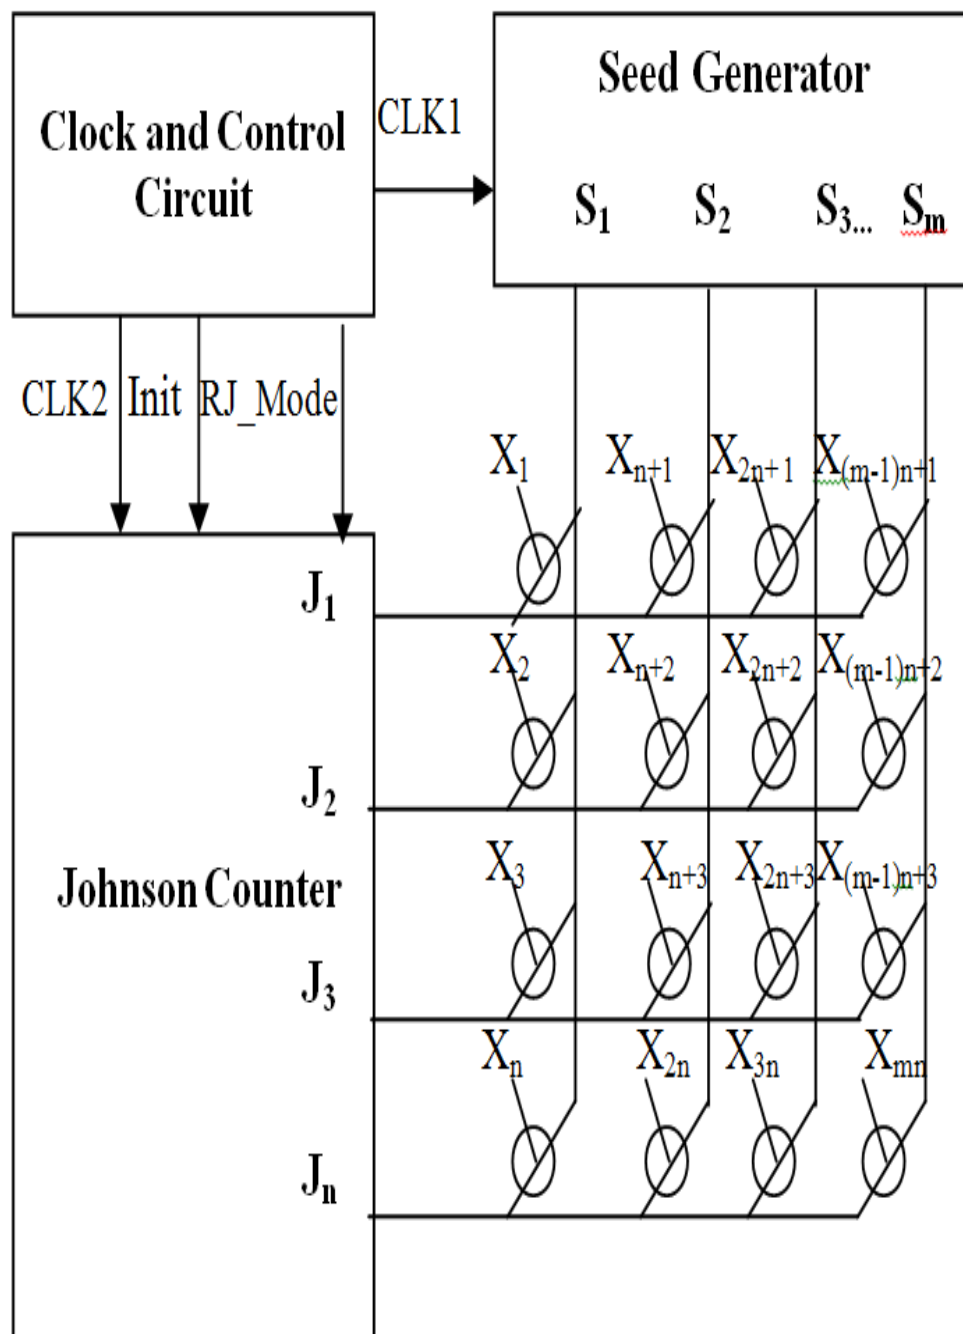 Seed Generator
Clock and Control
Circuit
CLK1
S1 S2 S3... Sm
CLK2 Init RJ_Mode
X1 Xn+1 X2n+1 X(m-1)n+1
J1
X2 Xn+2 X2n+2 X(m-1)n+2
J2
X3 Xn+3 X2n+3 X(m-1)n+3
Johnson Counter
J3
Xn X2n X3n Xmn
Jn